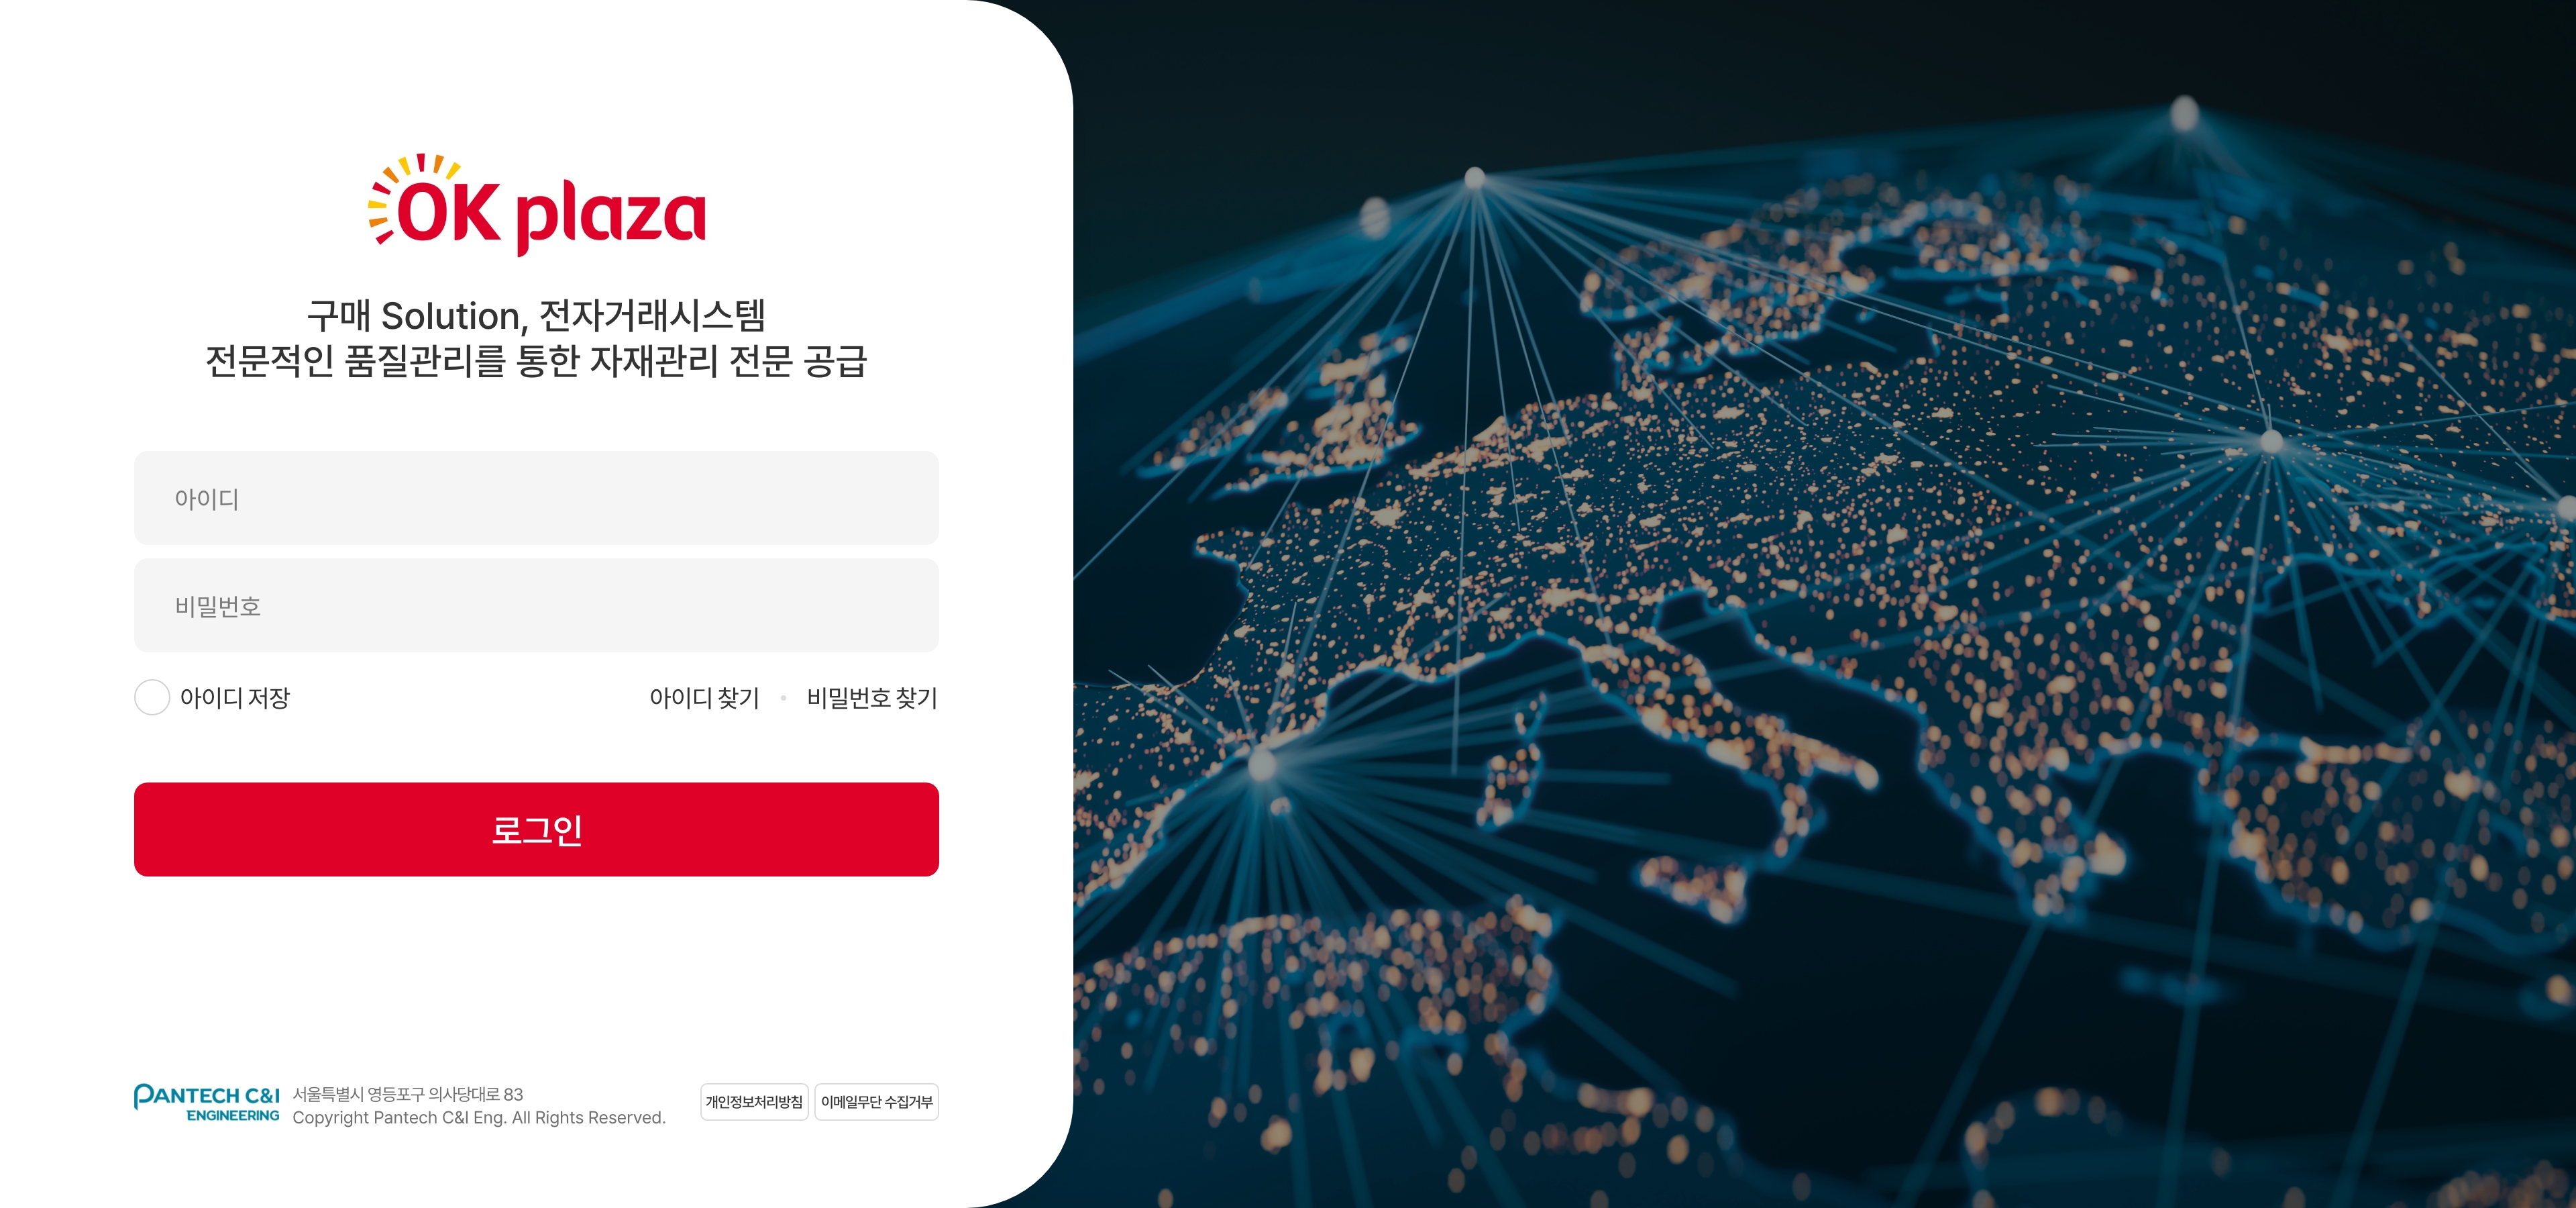 OK plaza
구매 Solution, 전자거래시스템
전문적인 품질관리를 통한 자재관리 전문 공급
아이디
비밀번호
아이디 저장
아이디 찾기 • 비밀번호 찾기
로그인
PANTECH C&I
ENGINEERING
서울특별시 영등포구 의사당대로 83
Copyright Pantech C&I Eng. All Rights Reserved.
개인정보처리방침
이메일무단 수집거부